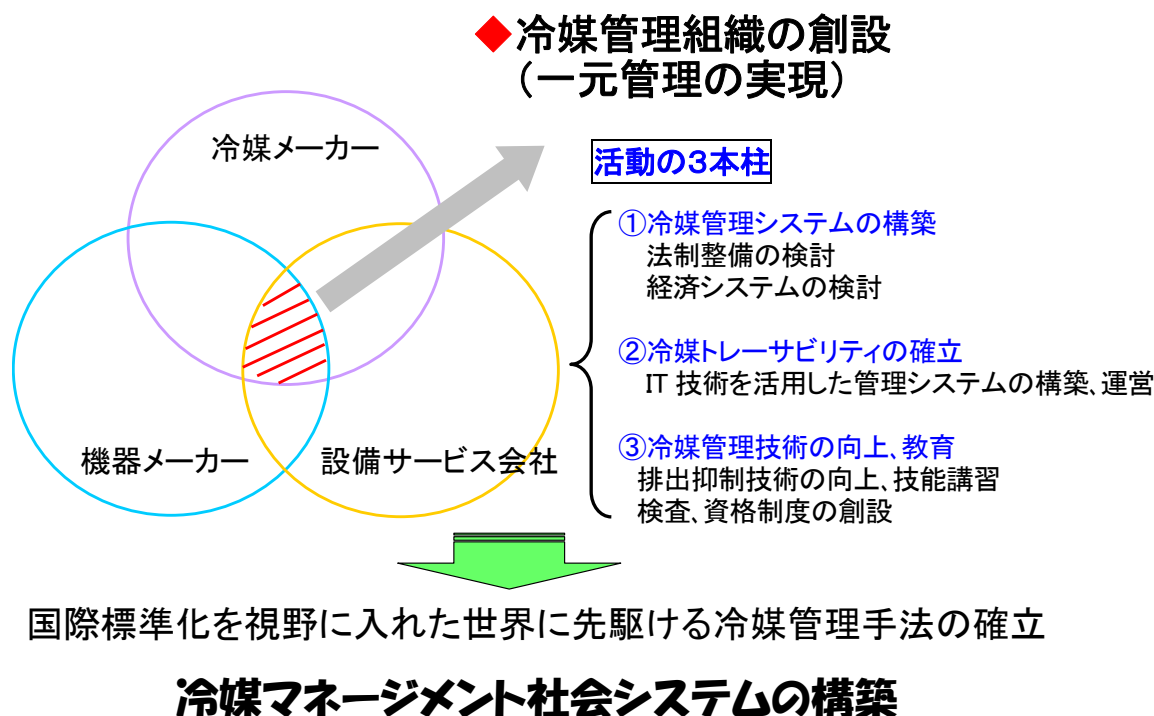 ◆冷媒管理組織の創設
（一元管理の実現）
冷媒メーカー
機器メーカー
設備サービス会社
活動の3本柱
①冷媒管理システムの構築
法制整備の検討
経済システムの検討
②冷媒トレーサビリティの確立
IT 技術を活用した管理システムの構築、運営
③冷媒管理技術の向上、教育
排出抑制技術の向上、技能講習
検査、資格制度の創設
国際標準化を視野に入れた世界に先駆ける冷媒管理手法の確立
冷媒マネージメント社会システムの構築